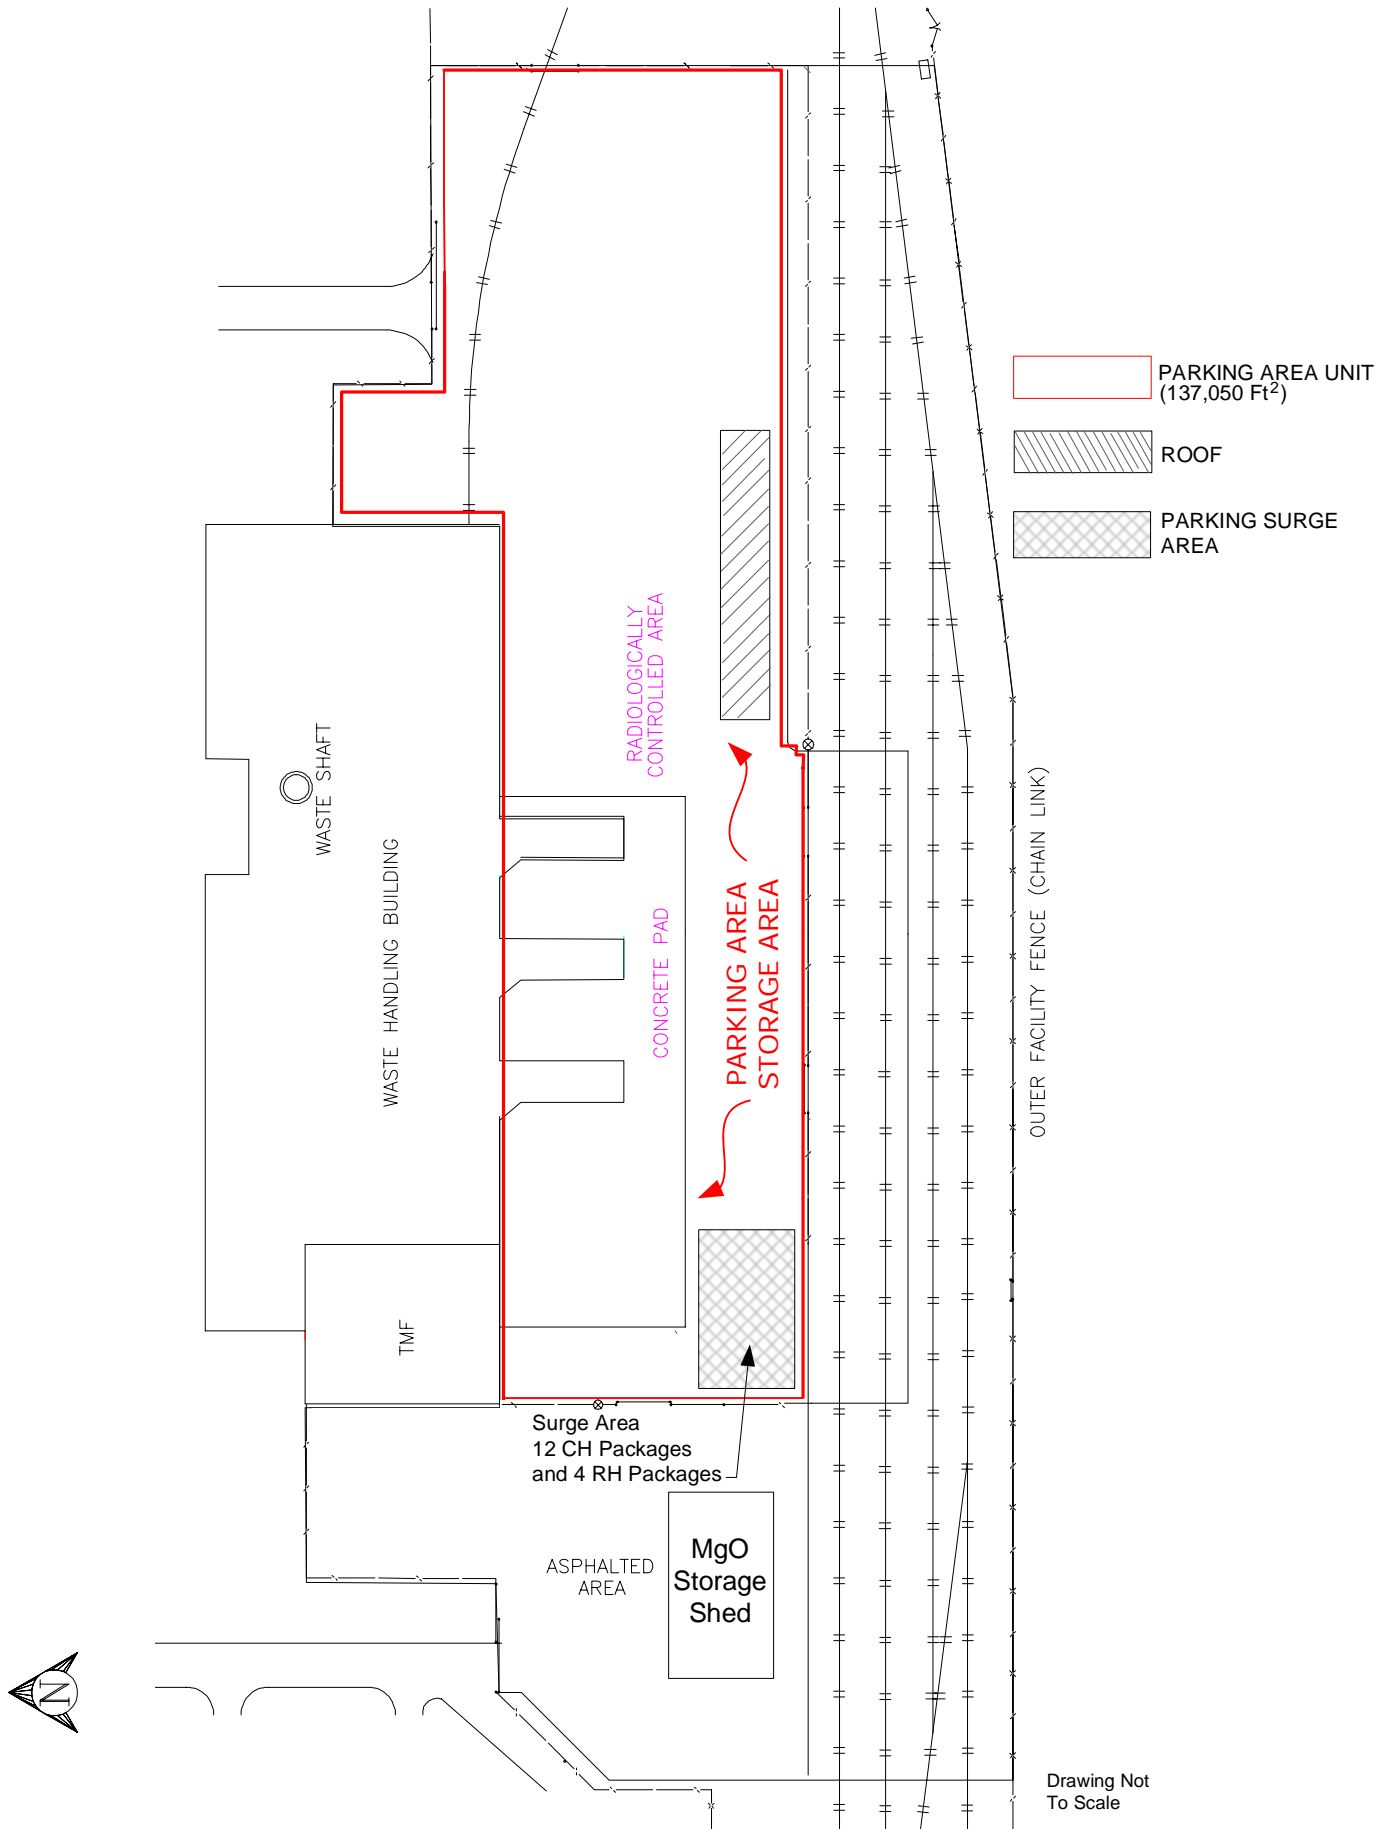 PARKING AREA UNIT
(137,050 Ft²)
ROOF
PARKING SURGE
AREA
RADIOLOGICALLY
CONTROLLED AREA
WASTE SHAFT
WASTE HANDLING BUILDING
CONCRETE PAD
PARKING AREA
STORAGE AREA
OUTER FACILITY FENCE (CHAIN LINK)
TMF
Surge Area
12 CH Packages
and 4 RH Packages
ASPHALTED
AREA
MgO
Storage
Shed
N
Drawing Not
To Scale